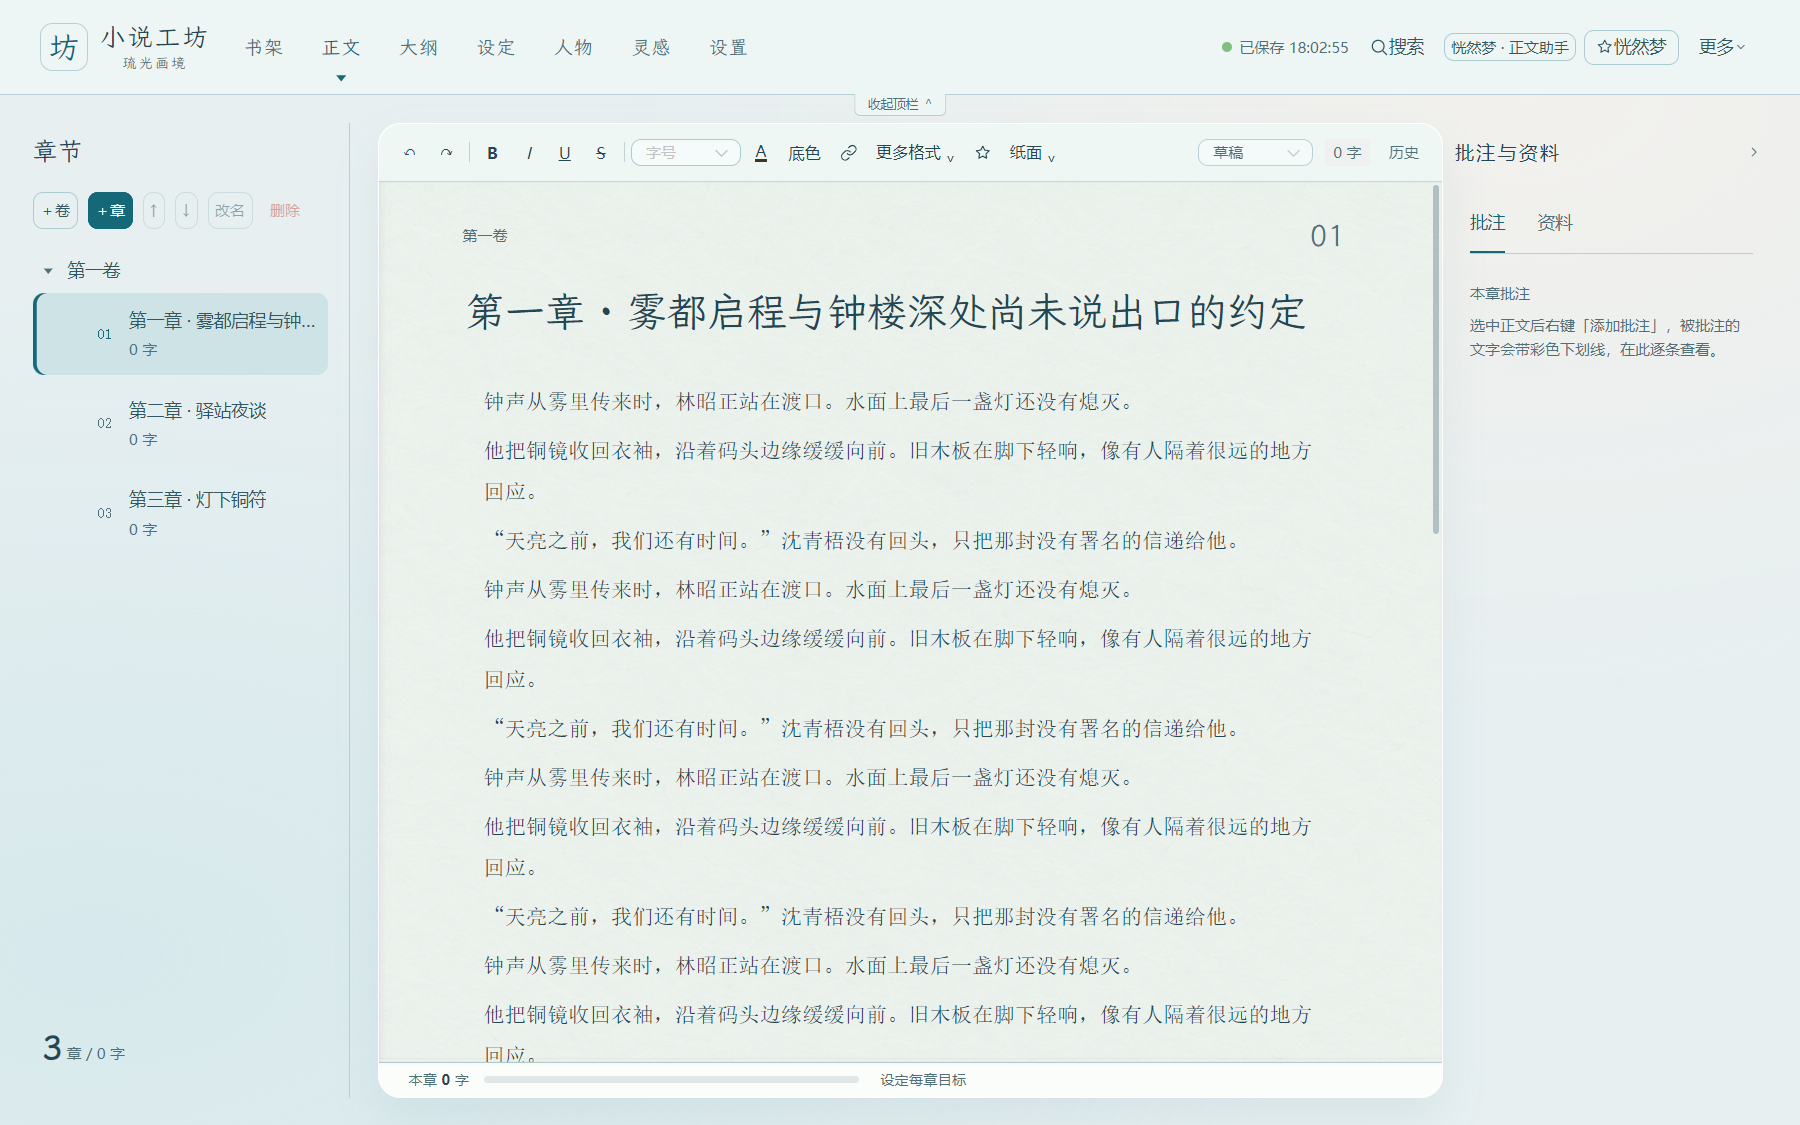 坊
小说工坊
琉光画境
书架 正文 大纲 设定 人物 灵感 设置
已保存 18:02:55 搜索 恍然梦 · 正文助手 恍然梦 更多
收起顶栏 ^
章节
+卷 +章 ↑ ↓ 改名 删除
第一卷
01 第一章 · 雾都启程与钟...
0 字
02 第二章 · 驿站夜谈
0 字
03 第三章 · 灯下铜符
0 字
3 章 / 0 字
B I U S 字号 A 底色 更多格式 纸面 草稿 0 字 历史
第一卷 01
第一章・雾都启程与钟楼深处尚未说出口的约定
钟声从雾里传来时，林昭正站在渡口。水面上最后一盏灯还没有熄灭。
他把铜镜收回衣袖，沿着码头边缘缓缓向前。旧木板在脚下轻响，像有人隔着很远的地方
回应。
“天亮之前，我们还有时间。”沈青梧没有回头，只把那封没有署名的信递给他。
钟声从雾里传来时，林昭正站在渡口。水面上最后一盏灯还没有熄灭。
他把铜镜收回衣袖，沿着码头边缘缓缓向前。旧木板在脚下轻响，像有人隔着很远的地方
回应。
“天亮之前，我们还有时间。”沈青梧没有回头，只把那封没有署名的信递给他。
钟声从雾里传来时，林昭正站在渡口。水面上最后一盏灯还没有熄灭。
他把铜镜收回衣袖，沿着码头边缘缓缓向前。旧木板在脚下轻响，像有人隔着很远的地方
回应。
“天亮之前，我们还有时间。”沈青梧没有回头，只把那封没有署名的信递给他。
钟声从雾里传来时，林昭正站在渡口。水面上最后一盏灯还没有熄灭。
他把铜镜收回衣袖，沿着码头边缘缓缓向前。旧木板在脚下轻响，像有人隔着很远的地方
回应。
本章 0 字 设定每章目标
批注与资料
批注 资料
本章批注
选中正文后右键「添加批注」，被批注的
文字会带彩色下划线，在此逐条查看。